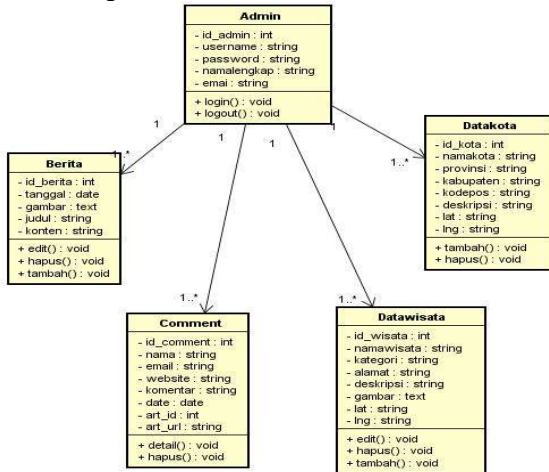 Admin
- id_admin : int
- username : string
- password : string
- namalengkap : string
- emai : string
+ login() : void
+ logout() : void
1
1
1
1
1..*
1..*
1..*
1..*
Berita
- id_berita : int
- tanggal : date
- gambar : text
- judul : string
- konten : string
+ edit() : void
+ hapus() : void
+ tambah() : void
Datakota
- id_kota : int
- namakota : string
- provinsi : string
- kabupaten : string
- kodepos : string
- deskripsi : string
- lat : string
- lng : string
+ tambah() : void
+ hapus() : void
Comment
- id_comment : int
- nama : string
- email : string
- website : string
- komentar : string
- date : date
- art_id : int
- art_url : string
+ detail() : void
+ hapus() : void
Datawisata
- id_wisata : int
- namawisata : string
- kategori : string
- alamat : string
- deskripsi : string
- gambar : text
- lat : string
- lng : string
+ edit() : void
+ hapus() : void
+ tambah() : void